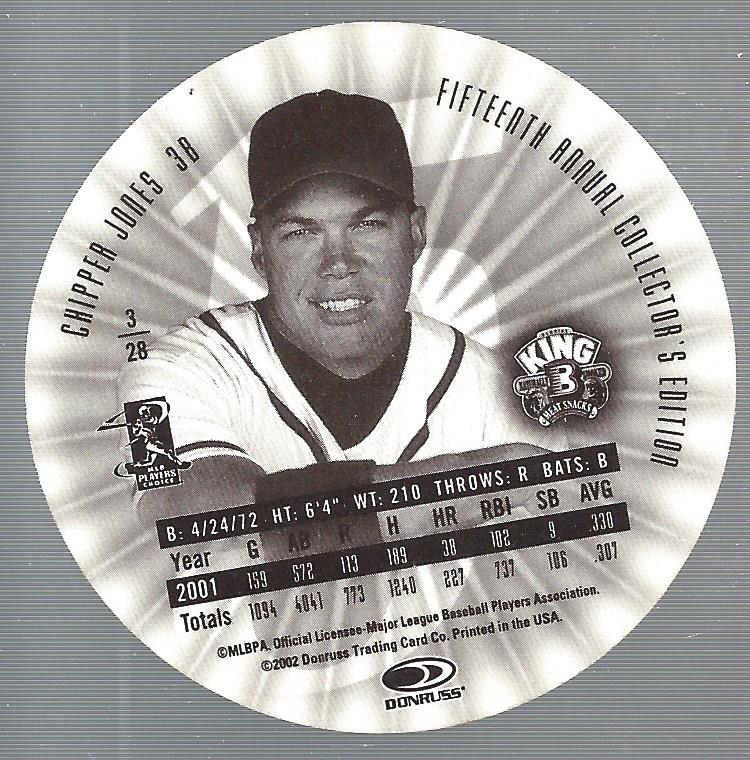 CHIPPER JONES 3B
FIFTEENTH ANNUAL COLLECTOR'S EDITION
3
28
KING
B
MEAT SNACKS
MLB
PLAYERS
CHOICE
B: 4/24/72 HT: 6'4" WT: 210 THROWS: R BATS: B
Year G AB R H HR RBI SB AVG
2001 159 572 113 189 38 102 9 .330
Totals 1094 4041 773 1240 227 737 106 .307
©MLBPA. Official Licensee-Major League Baseball Players Association.
©2002 Donruss Trading Card Co. Printed in the USA.
DONRUSS®